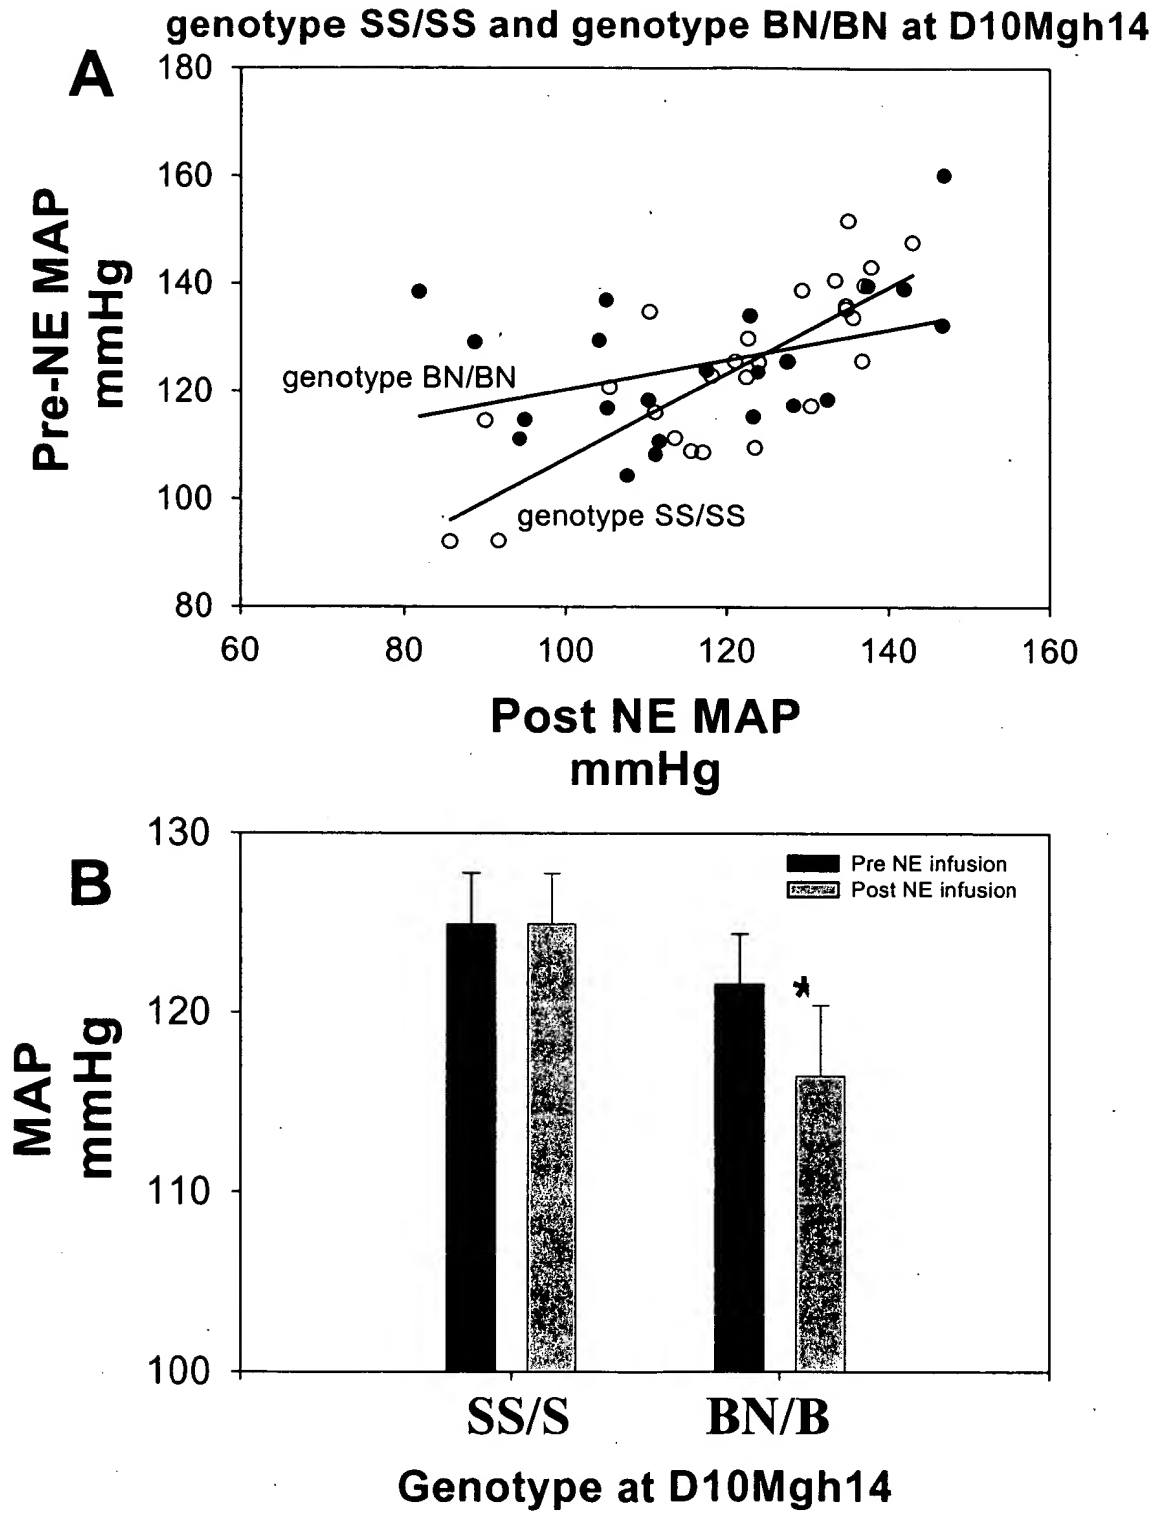 genotype SS/SS and genotype BN/BN at D10Mgh14
A
180
160
140
120
100
80
Pre-NE MAP
mmHg
genotype BN/BN
genotype SS/SS
60 80 100 120 140 160
Post NE MAP
mmHg
B
130
120
110
100
MAP
mmHg
Pre NE infusion
Post NE infusion
*
SS/S BN/B
Genotype at D10Mgh14